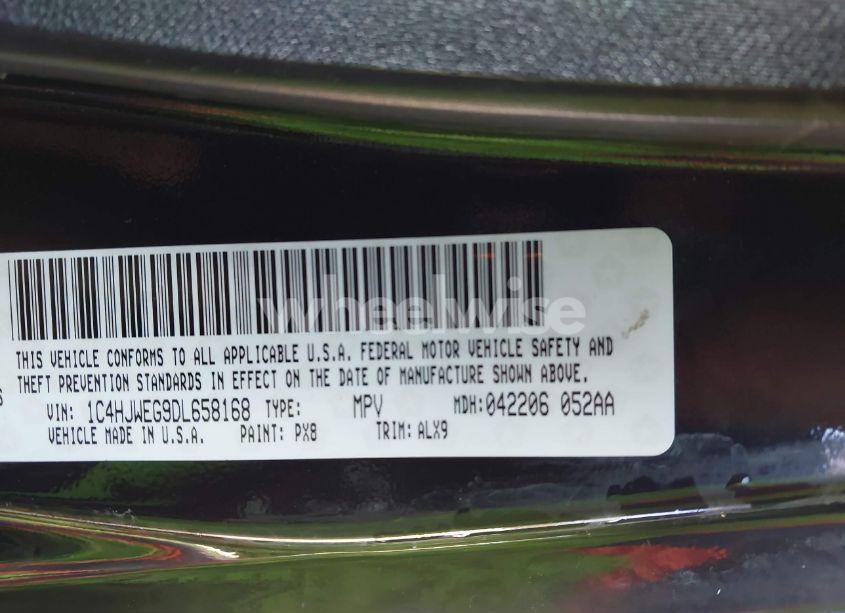 wheelwise
THIS VEHICLE CONFORMS TO ALL APPLICABLE U.S.A. FEDERAL MOTOR VEHICLE SAFETY AND
THEFT PREVENTION STANDARDS IN EFFECT ON THE DATE OF MANUFACTURE SHOWN ABOVE.
VIN: 1C4HJWEG9DL658168 TYPE: MPV MDH:042206 052AA
VEHICLE MADE IN U.S.A. PAINT: PX8 TRIM: ALX9